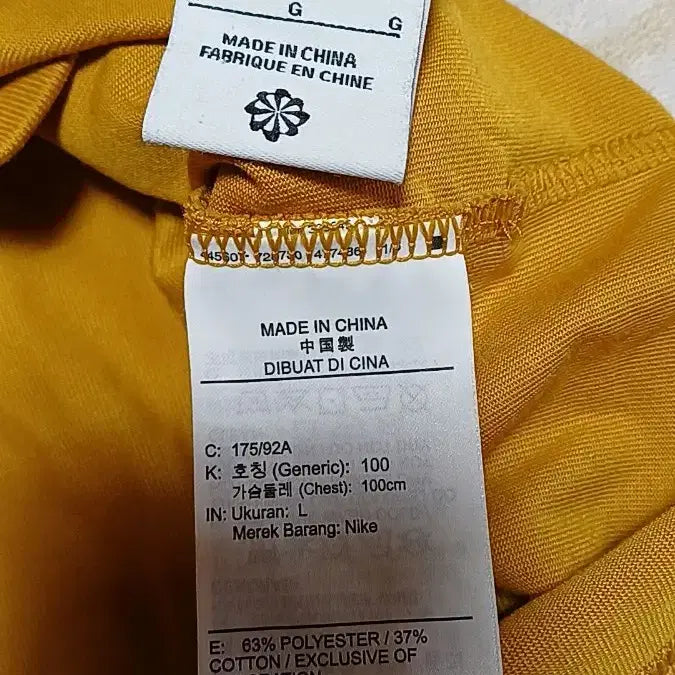 G G
MADE IN CHINA
FABRIQUE EN CHINE
MADE IN CHINA
中国製
DIBUAT DI CINA
C: 175/92A
K: 호칭 (Generic): 100
가슴둘레 (Chest): 100cm
IN: Ukuran: L
Merek Barang: Nike
E: 63% POLYESTER / 37%
COTTON / EXCLUSIVE OF